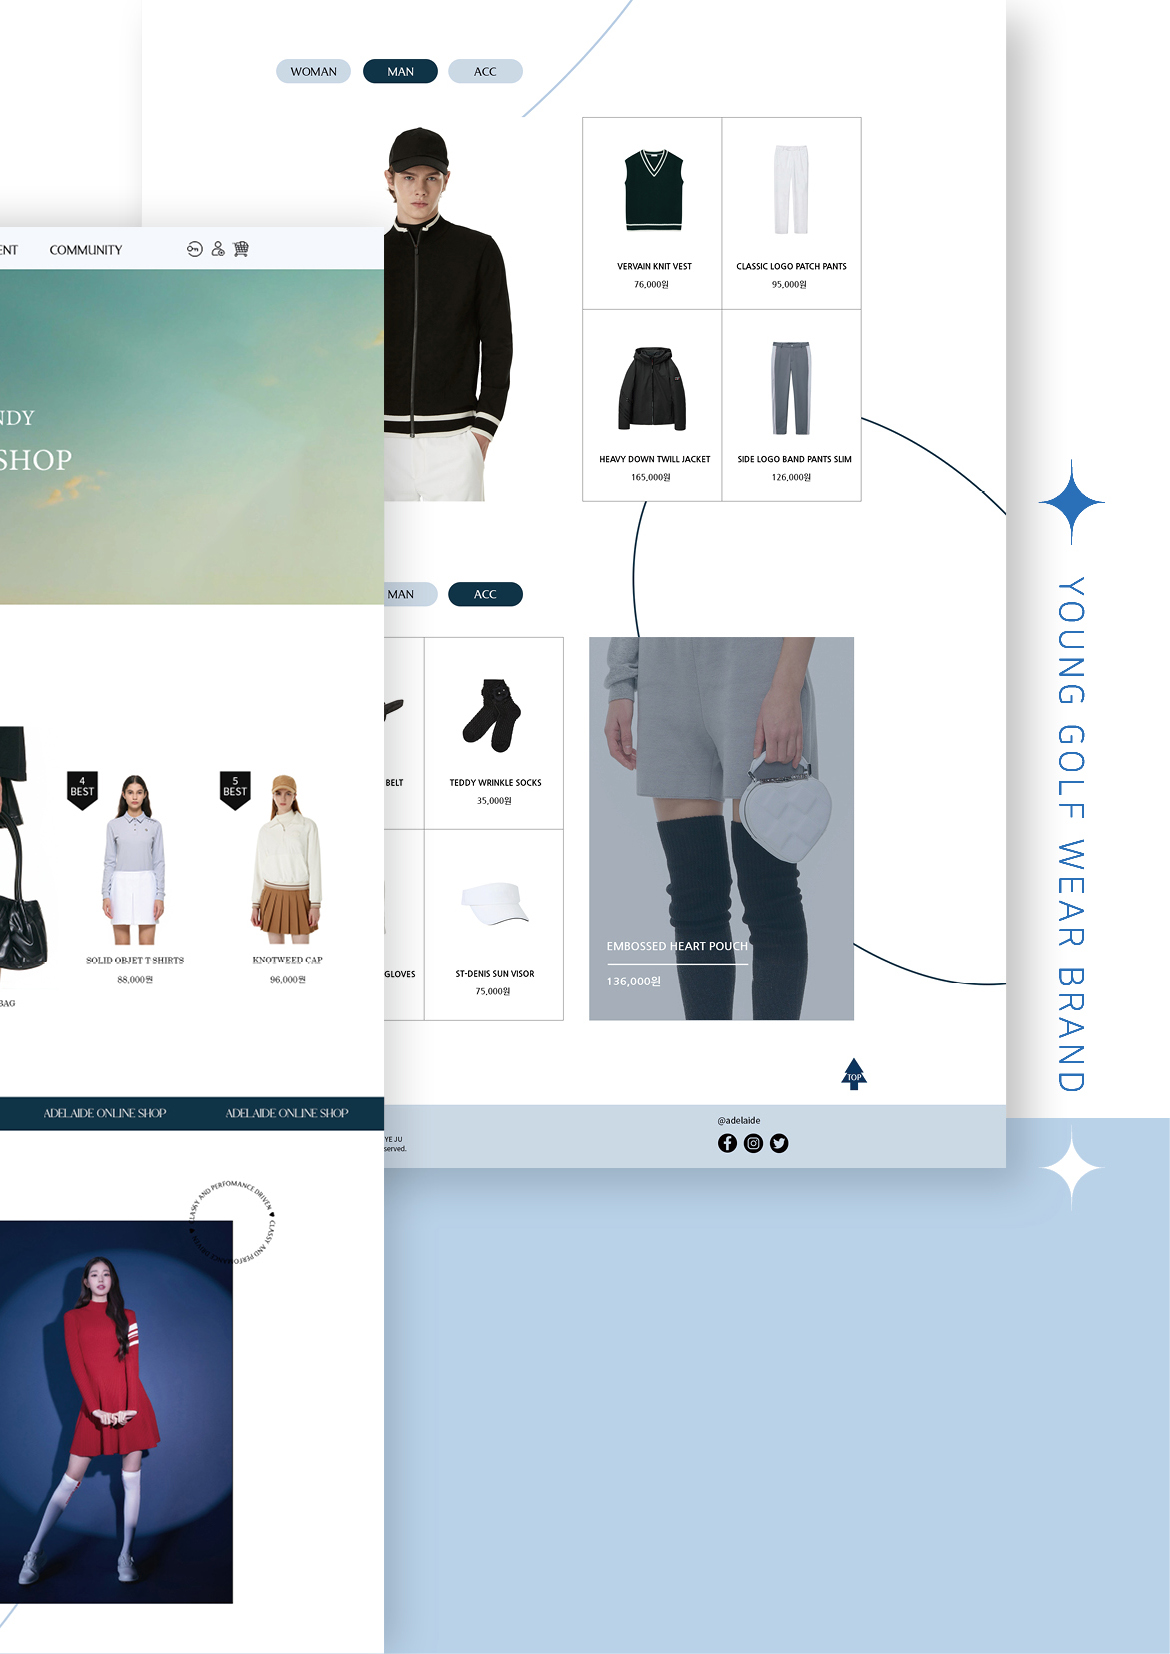 WOMAN
MAN
ACC
VERVAIN KNIT VEST
76,000원
CLASSIC LOGO PATCH PANTS
95,000원
HEAVY DOWN TWILL JACKET
165,000원
SIDE LOGO BAND PANTS SLIM
126,000원
MAN
ACC
BELT
TEDDY WRINKLE SOCKS
35,000원
GLOVES
ST-DENIS SUN VISOR
75,000원
EMBOSSED HEART POUCH
136,000원
TOP
YE JU
served.
@adelaide
ENT
COMMUNITY
NDY
SHOP
4
BEST
5
BEST
SOLID OBJET T SHIRTS
88,000원
KNOTWEED CAP
96,000원
BAG
ADELAIDE ONLINE SHOP
ADELAIDE ONLINE SHOP
CLASSY AND PERFOMANCE DRIVEN ♥ CLASSY AND PERFOMANCE DRIVEN ♥
YOUNG GOLF WEAR BRAND